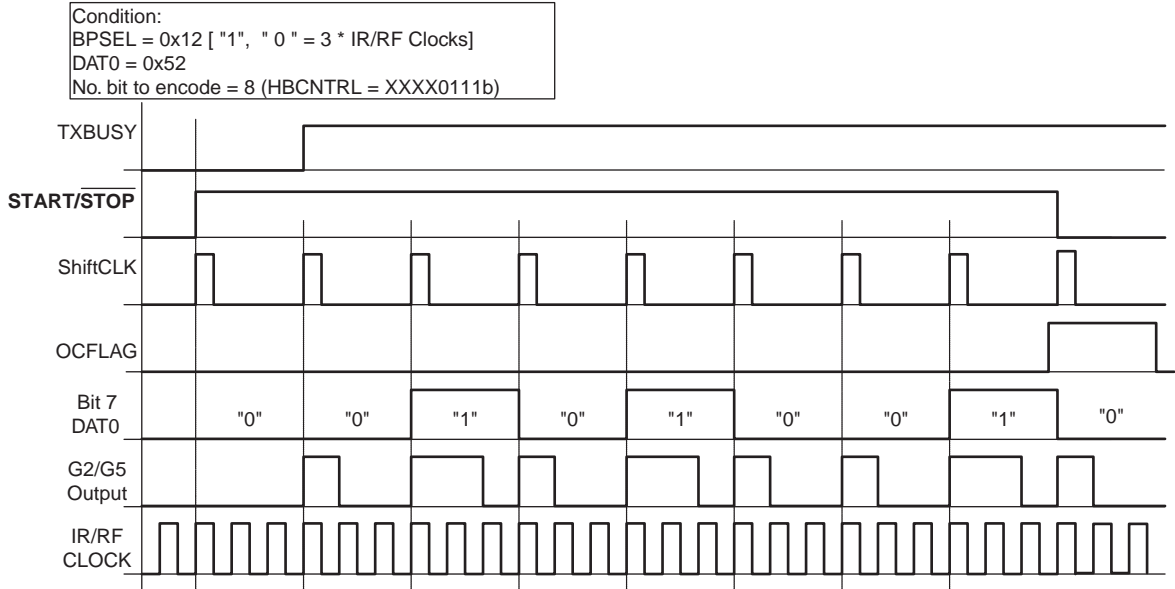 Condition:
BPSEL = 0x12 [ "1", " 0 " = 3 * IR/RF Clocks]
DAT0 = 0x52
No. bit to encode = 8 (HBCNTRL = XXXX0111b)
TXBUSY
START/STOP
ShiftCLK
OCFLAG
Bit 7
DAT0
"0" "0" "1" "0" "1" "0" "0" "1" "0"
G2/G5
Output
IR/RF
CLOCK